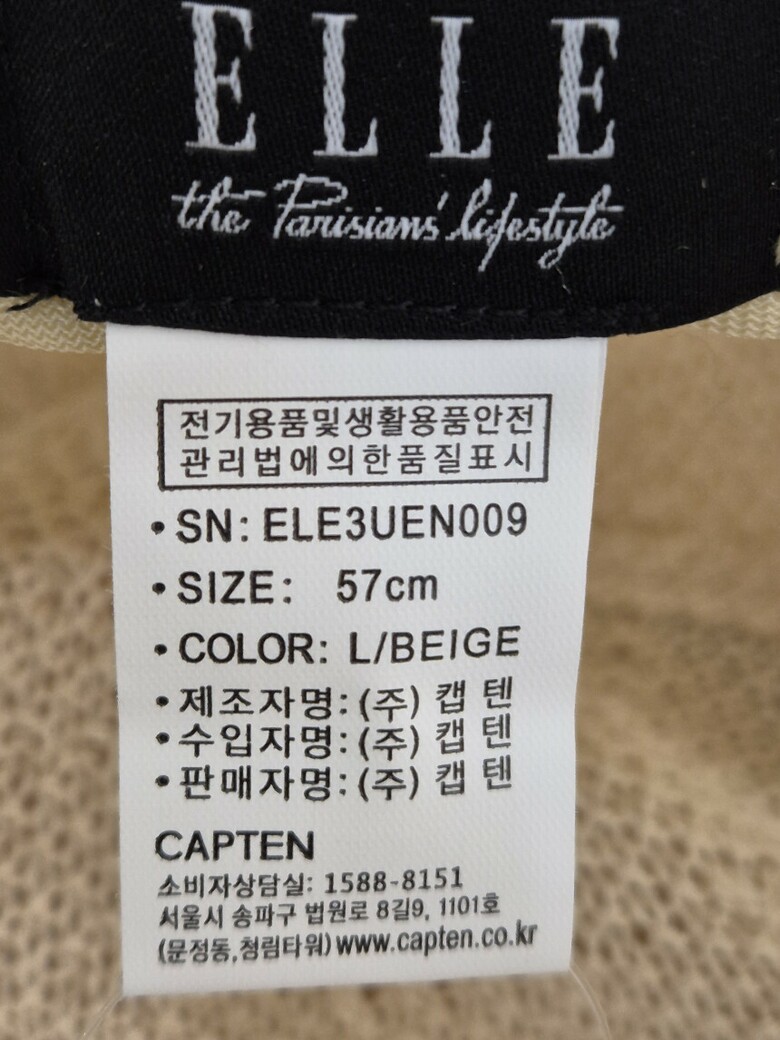 ELLE
the Parisians' lifestyle
전기용품및생활용품안전
관리법에의한품질표시
• SN: ELE3UEN009
• SIZE: 57cm
• COLOR: L/BEIGE
• 제조자명: (주) 캡 텐
• 수입자명: (주) 캡 텐
• 판매자명: (주) 캡 텐
CAPTEN
소비자상담실: 1588-8151
서울시 송파구 법원로 8길9, 1101호
(문정동,청림타워) www.capten.co.kr